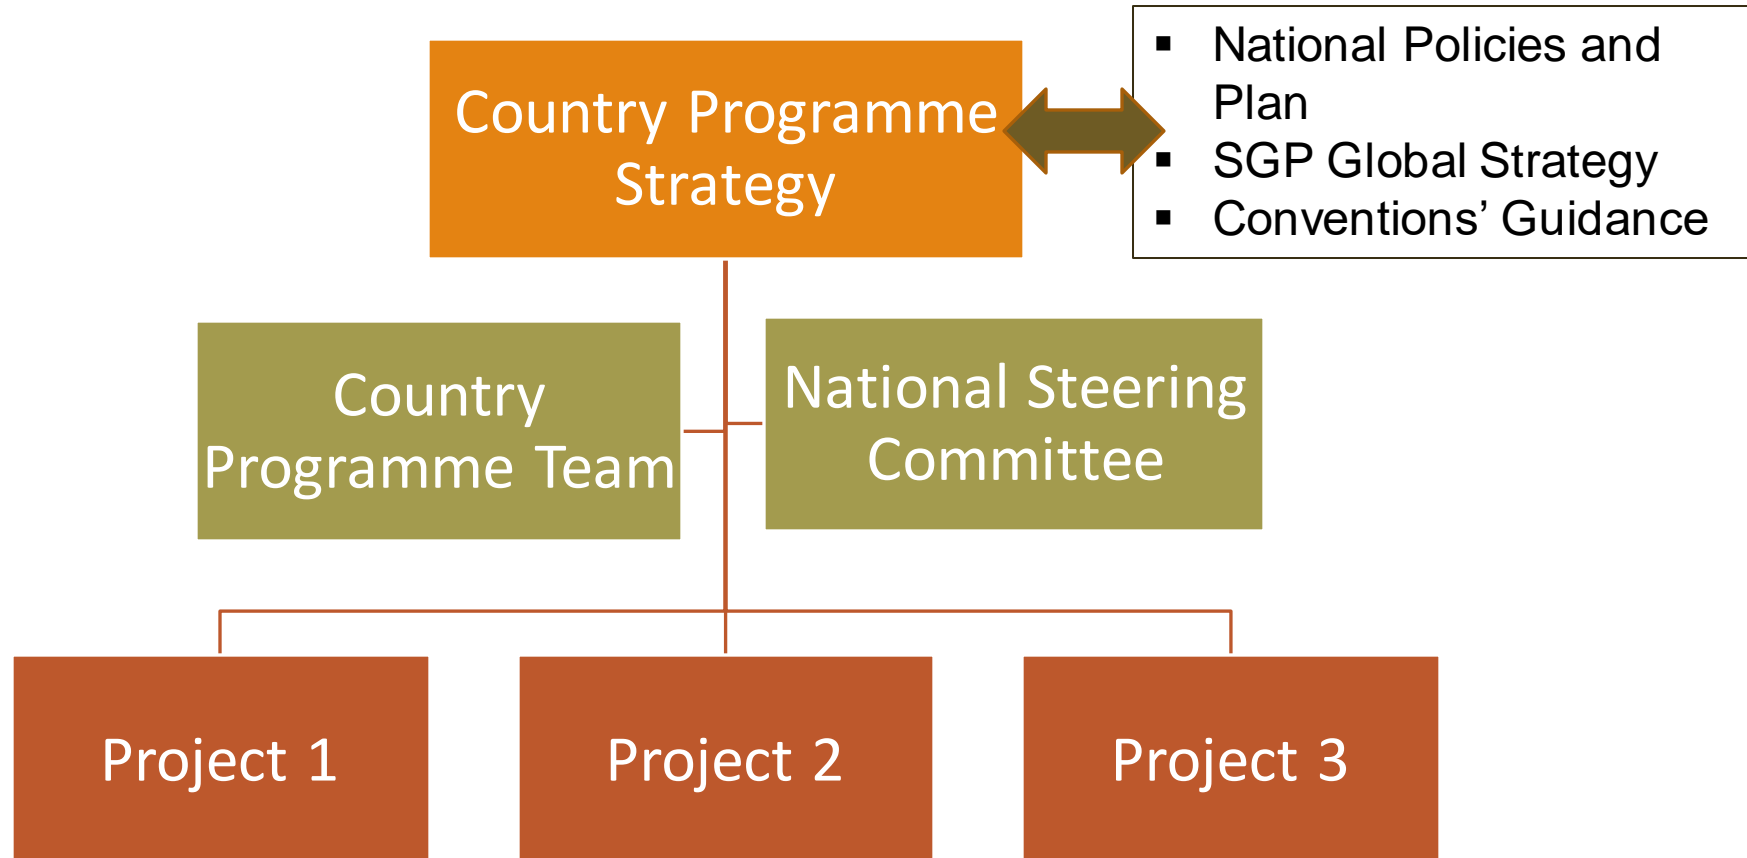 Country Programme
Strategy
▪ National Policies and
Plan
▪ SGP Global Strategy
▪ Conventions’ Guidance
Country
Programme Team
National Steering
Committee
Project 1
Project 2
Project 3